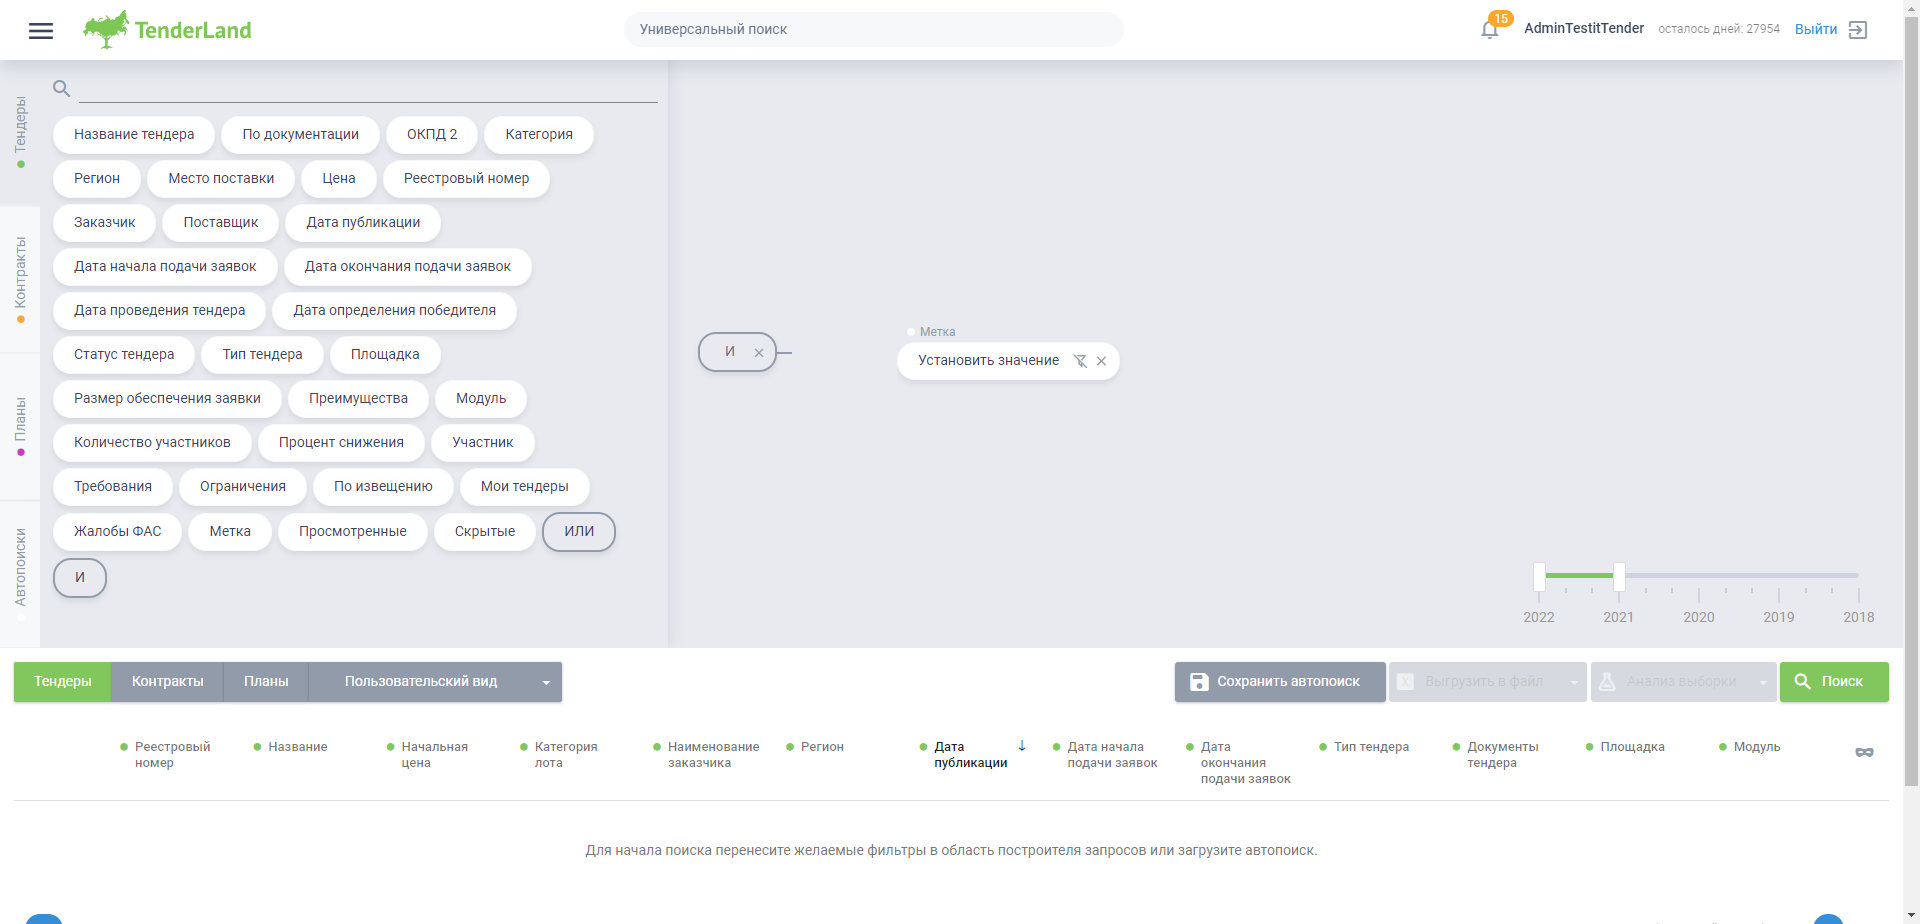 TenderLand
Универсальный поиск
15
AdminTestitTender
осталось дней: 27954
Выйти
Тендеры
Контракты
Планы
Автопоиски
Название тендера
По документации
ОКПД 2
Категория
Регион
Место поставки
Цена
Реестровый номер
Заказчик
Поставщик
Дата публикации
Дата начала подачи заявок
Дата окончания подачи заявок
Дата проведения тендера
Дата определения победителя
Статус тендера
Тип тендера
Площадка
Размер обеспечения заявки
Преимущества
Модуль
Количество участников
Процент снижения
Участник
Требования
Ограничения
По извещению
Мои тендеры
Жалобы ФАС
Метка
Просмотренные
Скрытые
ИЛИ
И
И
Метка
Установить значение
2022
2021
2020
2019
2018
Тендеры
Контракты
Планы
Пользовательский вид
Сохранить автопоиск
Выгрузить в файл
Анализ выборки
Поиск
Реестровый
номер
Название
Начальная
цена
Категория
лота
Наименование
заказчика
Регион
Дата
публикации
Дата начала
подачи заявок
Дата
окончания
подачи заявок
Тип тендера
Документы
тендера
Площадка
Модуль
Для начала поиска перенесите желаемые фильтры в область построителя запросов или загрузите автопоиск.